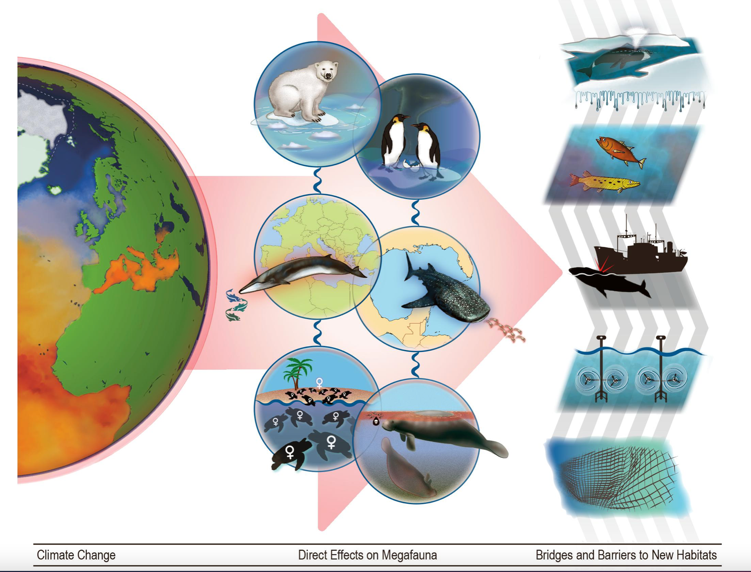 Climate Change
Direct Effects on Megafauna
Bridges and Barriers to New Habitats